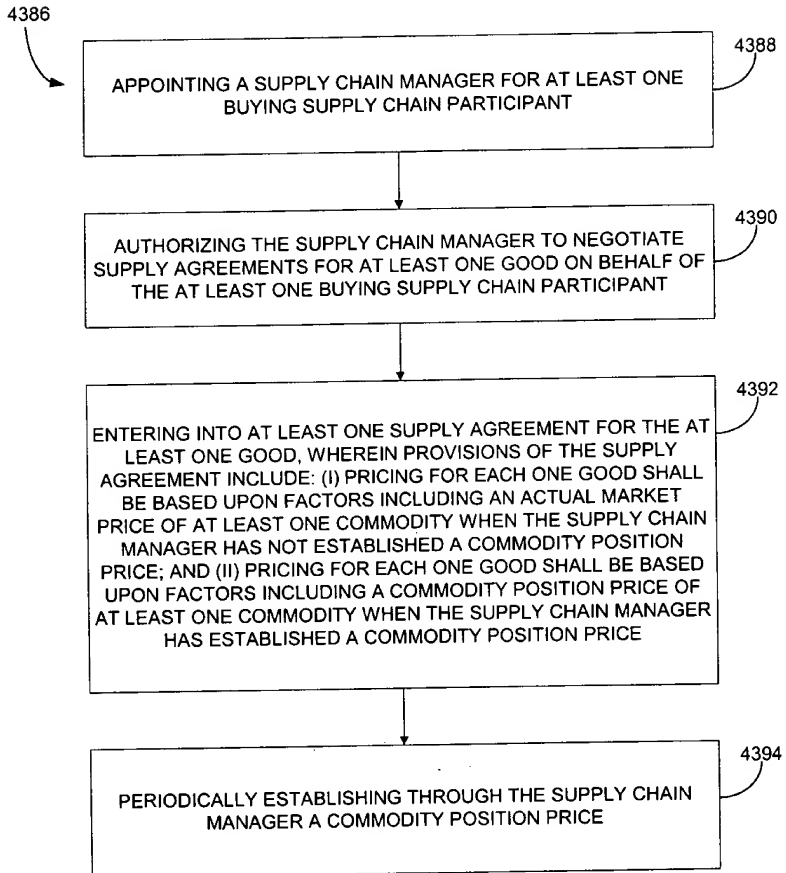 4386
4388
APPOINTING A SUPPLY CHAIN MANAGER FOR AT LEAST ONE
BUYING SUPPLY CHAIN PARTICIPANT
4390
AUTHORIZING THE SUPPLY CHAIN MANAGER TO NEGOTIATE
SUPPLY AGREEMENTS FOR AT LEAST ONE GOOD ON BEHALF OF
THE AT LEAST ONE BUYING SUPPLY CHAIN PARTICIPANT
4392
ENTERING INTO AT LEAST ONE SUPPLY AGREEMENT FOR THE AT
LEAST ONE GOOD, WHEREIN PROVISIONS OF THE SUPPLY
AGREEMENT INCLUDE: (I) PRICING FOR EACH ONE GOOD SHALL
BE BASED UPON FACTORS INCLUDING AN ACTUAL MARKET
PRICE OF AT LEAST ONE COMMODITY WHEN THE SUPPLY CHAIN
MANAGER HAS NOT ESTABLISHED A COMMODITY POSITION
PRICE; AND (II) PRICING FOR EACH ONE GOOD SHALL BE BASED
UPON FACTORS INCLUDING A COMMODITY POSITION PRICE OF
AT LEAST ONE COMMODITY WHEN THE SUPPLY CHAIN MANAGER
HAS ESTABLISHED A COMMODITY POSITION PRICE
4394
PERIODICALLY ESTABLISHING THROUGH THE SUPPLY CHAIN
MANAGER A COMMODITY POSITION PRICE